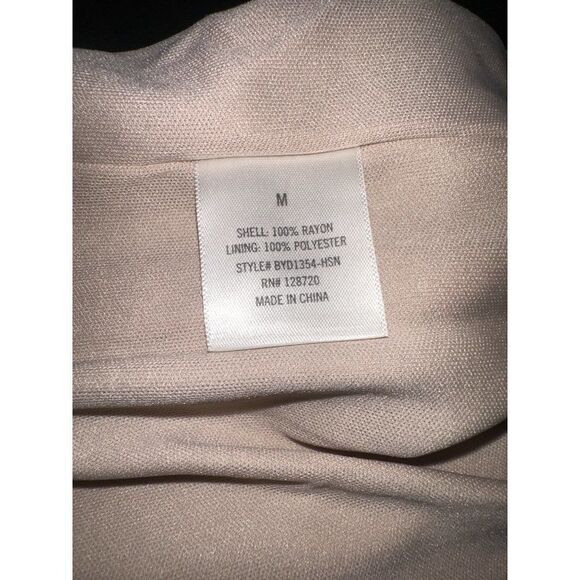 M
SHELL: 100% RAYON
LINING: 100% POLYESTER
STYLE# BYD1354-HSN
RN# 128720
MADE IN CHINA